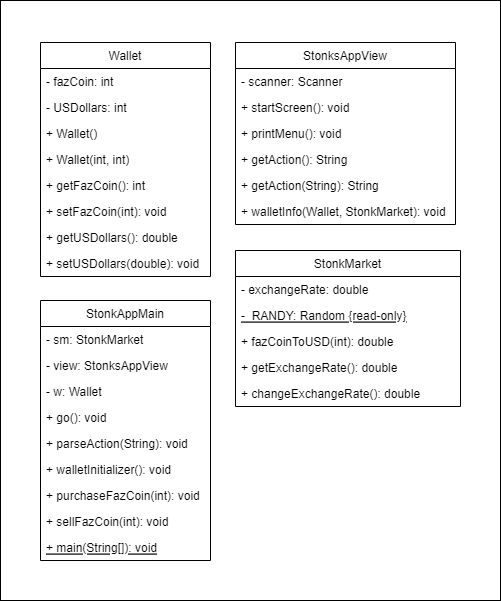 Wallet
- fazCoin: int
- USDollars: int
+ Wallet()
+ Wallet(int, int)
+ getFazCoin(): int
+ setFazCoin(int): void
+ getUSDollars(): double
+ setUSDollars(double): void
StonksAppView
- scanner: Scanner
+ startScreen(): void
+ printMenu(): void
+ getAction(): String
+ getAction(String): String
+ walletInfo(Wallet, StonkMarket): void
StonkAppMain
- sm: StonkMarket
- view: StonksAppView
- w: Wallet
+ go(): void
+ parseAction(String): void
+ walletInitializer(): void
+ purchaseFazCoin(int): void
+ sellFazCoin(int): void
+ main(String[]): void
StonkMarket
- exchangeRate: double
- RANDY: Random {read-only}
+ fazCoinToUSD(int): double
+ getExchangeRate(): double
+ changeExchangeRate(): double